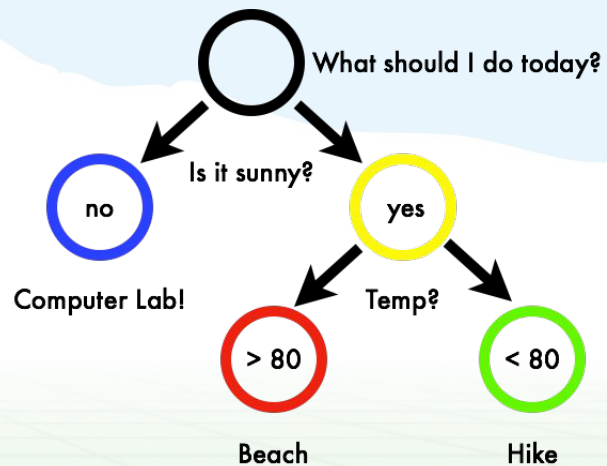 What should I do today?
Is it sunny?
no
yes
Computer Lab!
Temp?
> 80
< 80
Beach
Hike